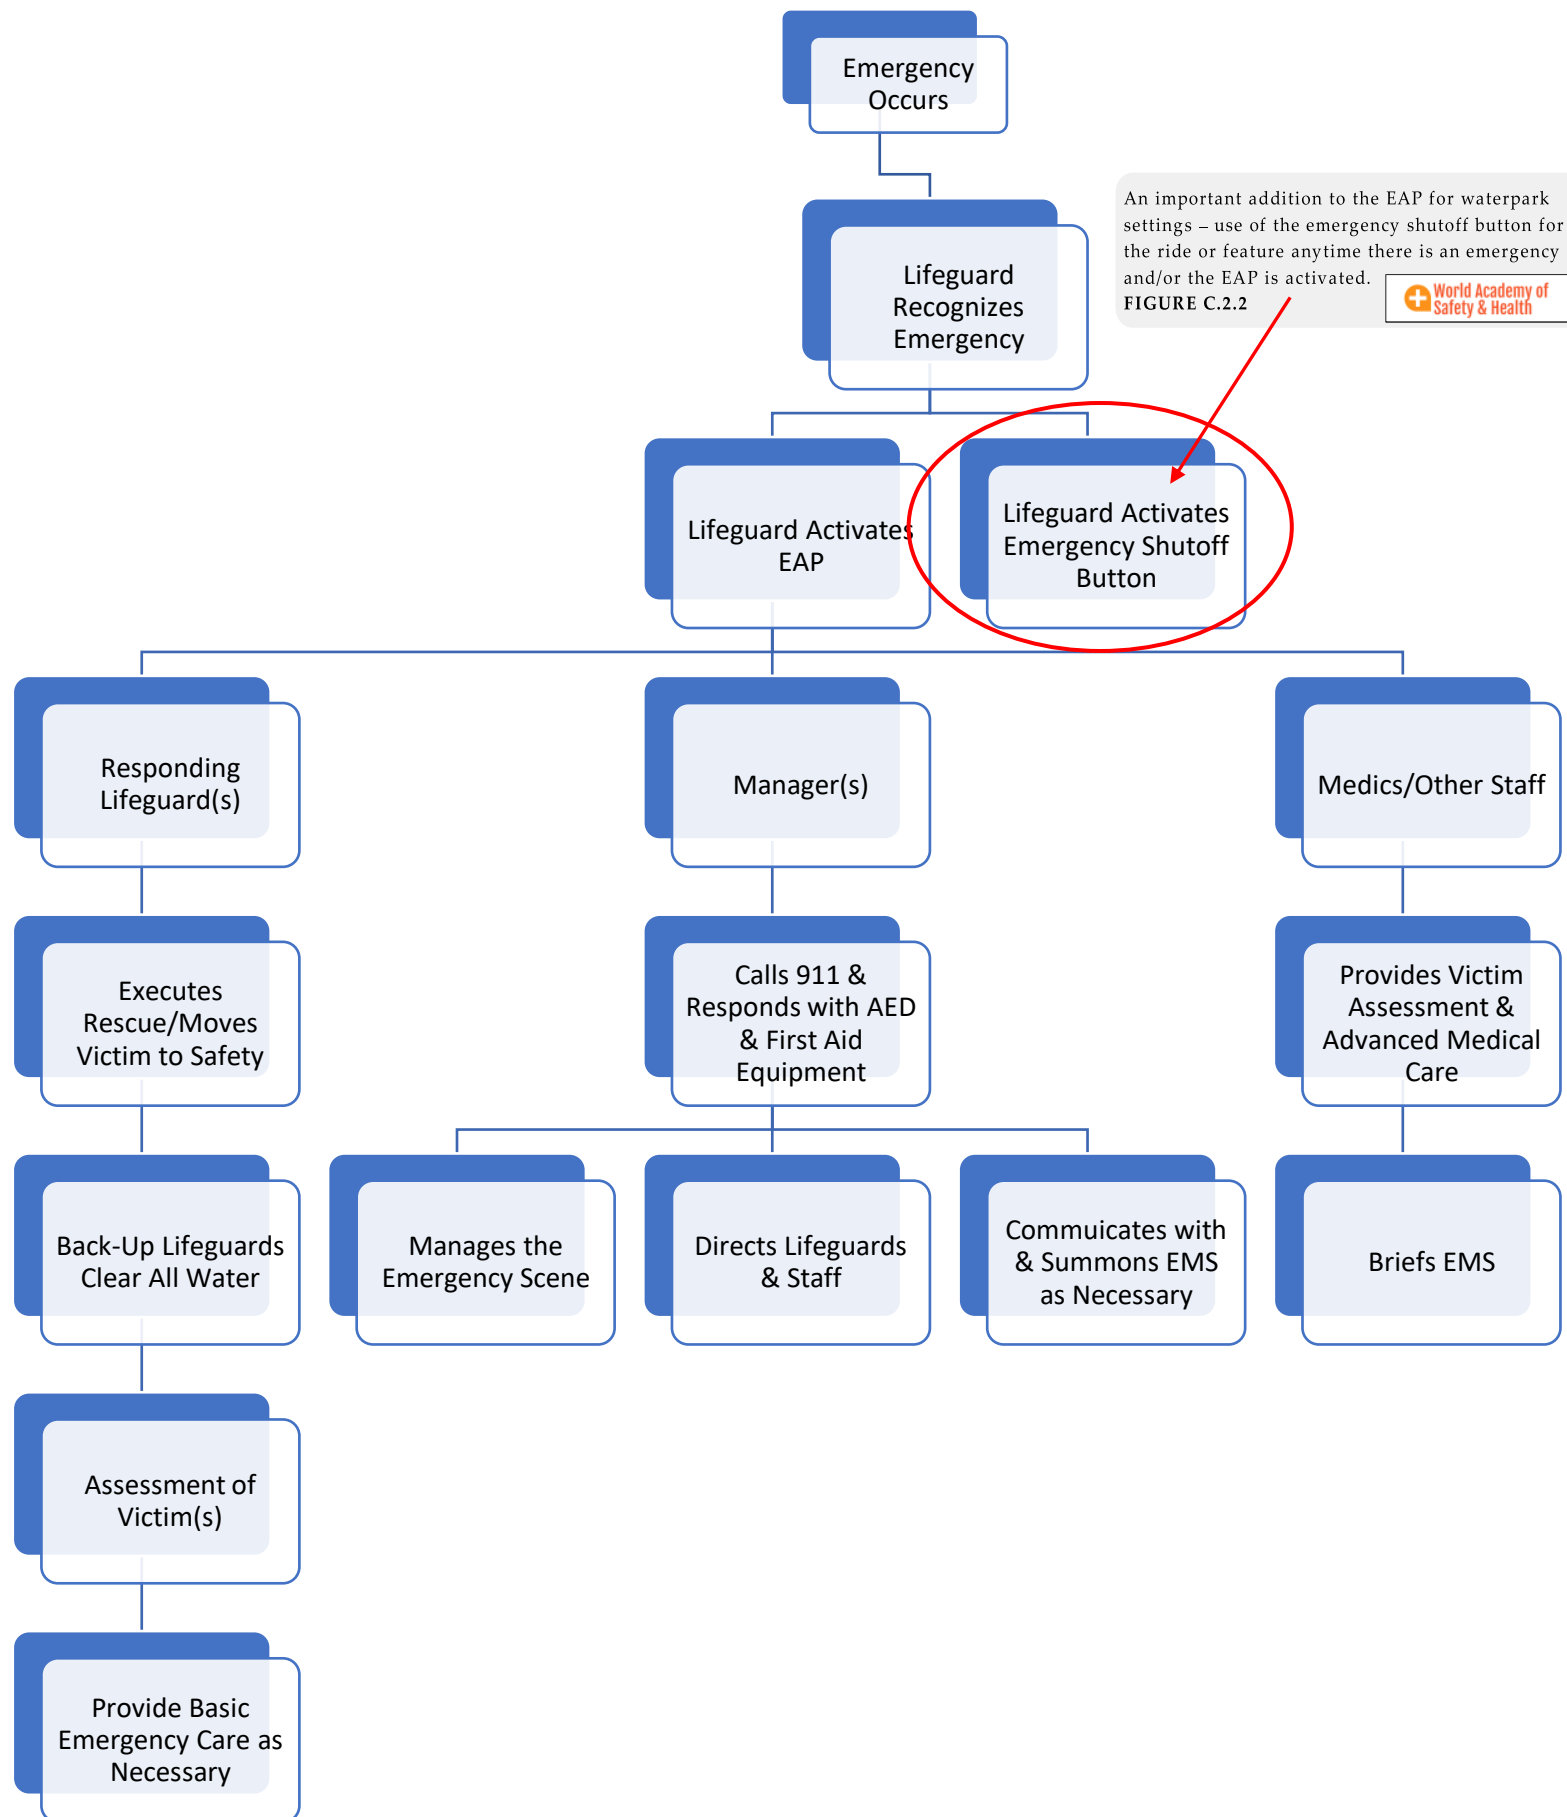 Emergency
Occurs
An important addition to the EAP for waterpark
settings – use of the emergency shutoff button for
the ride or feature anytime there is an emergency
and/or the EAP is activated.
FIGURE C.2.2
World Academy of
Safety & Health
Lifeguard
Recognizes
Emergency
Lifeguard Activates
EAP
Lifeguard Activates
Emergency Shutoff
Button
Responding
Lifeguard(s)
Manager(s)
Medics/Other Staff
Executes
Rescue/Moves
Victim to Safety
Calls 911 &
Responds with AED
& First Aid
Equipment
Provides Victim
Assessment &
Advanced Medical
Care
Back-Up Lifeguards
Clear All Water
Manages the
Emergency Scene
Directs Lifeguards
& Staff
Commuicates with
& Summons EMS
as Necessary
Briefs EMS
Assessment of
Victim(s)
Provide Basic
Emergency Care as
Necessary